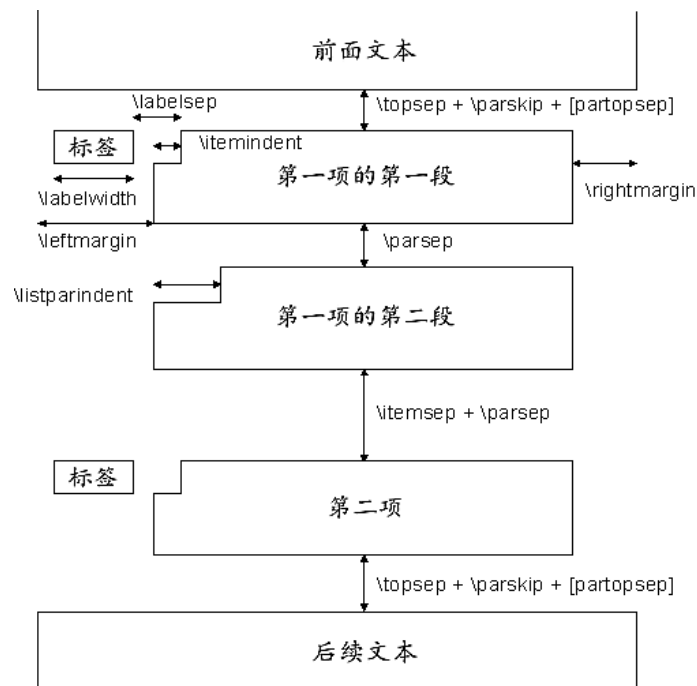 前面文本
\labelsep
\topsep + \parskip + [partopsep]
标签
\itemindent
第一项的第一段
\labelwidth
\rightmargin
\leftmargin
\parsep
\listparindent
第一项的第二段
\itemsep + \parsep
标签
第二项
\topsep + \parskip + [partopsep]
后续文本